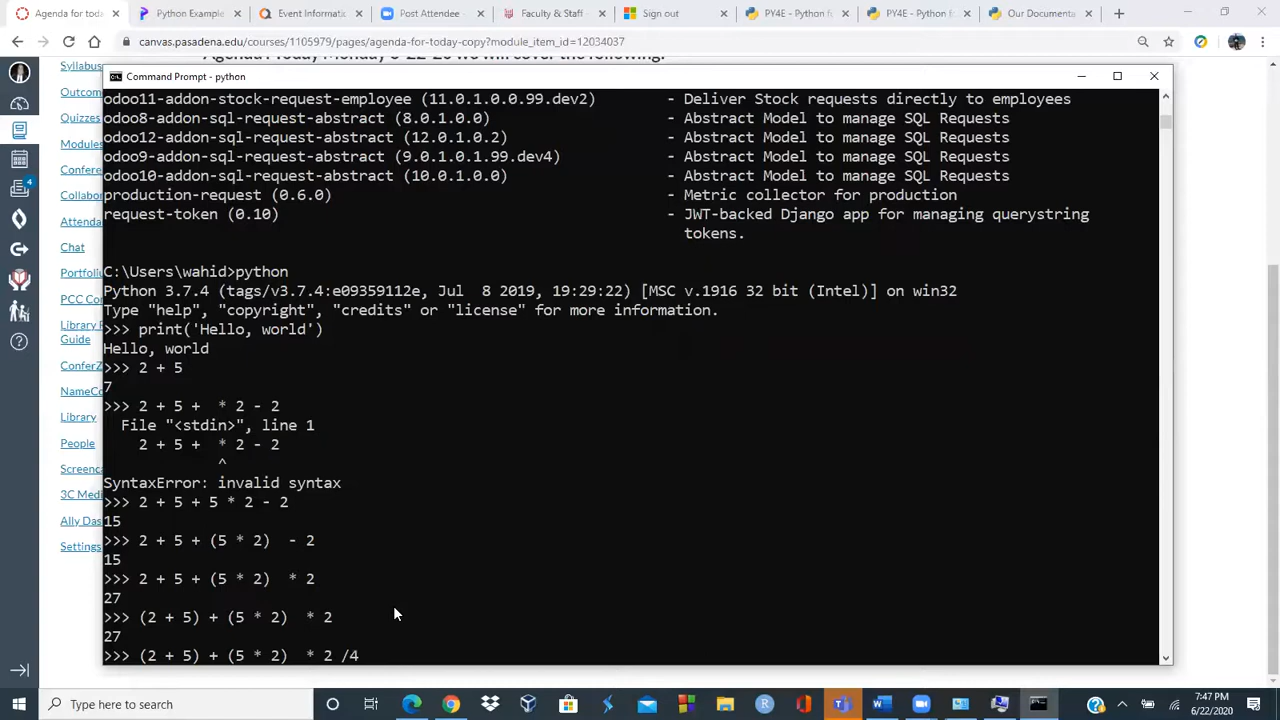 Agenda for today
Python Example
Event Informatic
Post Attendee
Faculty & Staff
Sign out
PY4E - Python fo
PY4E - Python fo
Our Documenta
canvas.pasadena.edu/courses/1105979/pages/agenda-for-today-copy?module_item_id=12034037
Syllabus
Outcome
Quizzes
Modules
Conferen
Collabor
Attenda
Chat
Portfoliu
PCC Con
Library R
Guide
ConferZ
NameCo
Library
People
Screenca
3C Medi
Ally Das
Settings
4
Command Prompt - python
odoo11-addon-stock-request-employee (11.0.1.0.0.99.dev2) - Deliver Stock requests directly to employees
odoo8-addon-sql-request-abstract (8.0.1.0.0) - Abstract Model to manage SQL Requests
odoo12-addon-sql-request-abstract (12.0.1.0.2) - Abstract Model to manage SQL Requests
odoo9-addon-sql-request-abstract (9.0.1.0.1.99.dev4) - Abstract Model to manage SQL Requests
odoo10-addon-sql-request-abstract (10.0.1.0.0) - Abstract Model to manage SQL Requests
production-request (0.6.0) - Metric collector for production
request-token (0.10) - JWT-backed Django app for managing querystring
tokens.
C:\Users\wahid>python
Python 3.7.4 (tags/v3.7.4:e09359112e, Jul  8 2019, 19:29:22) [MSC v.1916 32 bit (Intel)] on win32
Type "help", "copyright", "credits" or "license" for more information.
>>> print('Hello, world')
Hello, world
>>> 2 + 5
7
>>> 2 + 5 +  * 2 - 2
File "<stdin>", line 1
2 + 5 +  * 2 - 2
^
SyntaxError: invalid syntax
>>> 2 + 5 + 5 * 2 - 2
15
>>> 2 + 5 + (5 * 2)  - 2
15
>>> 2 + 5 + (5 * 2)  * 2
27
>>> (2 + 5) + (5 * 2)  * 2
27
>>> (2 + 5) + (5 * 2)  * 2 /4
Type here to search
7:47 PM
6/22/2020